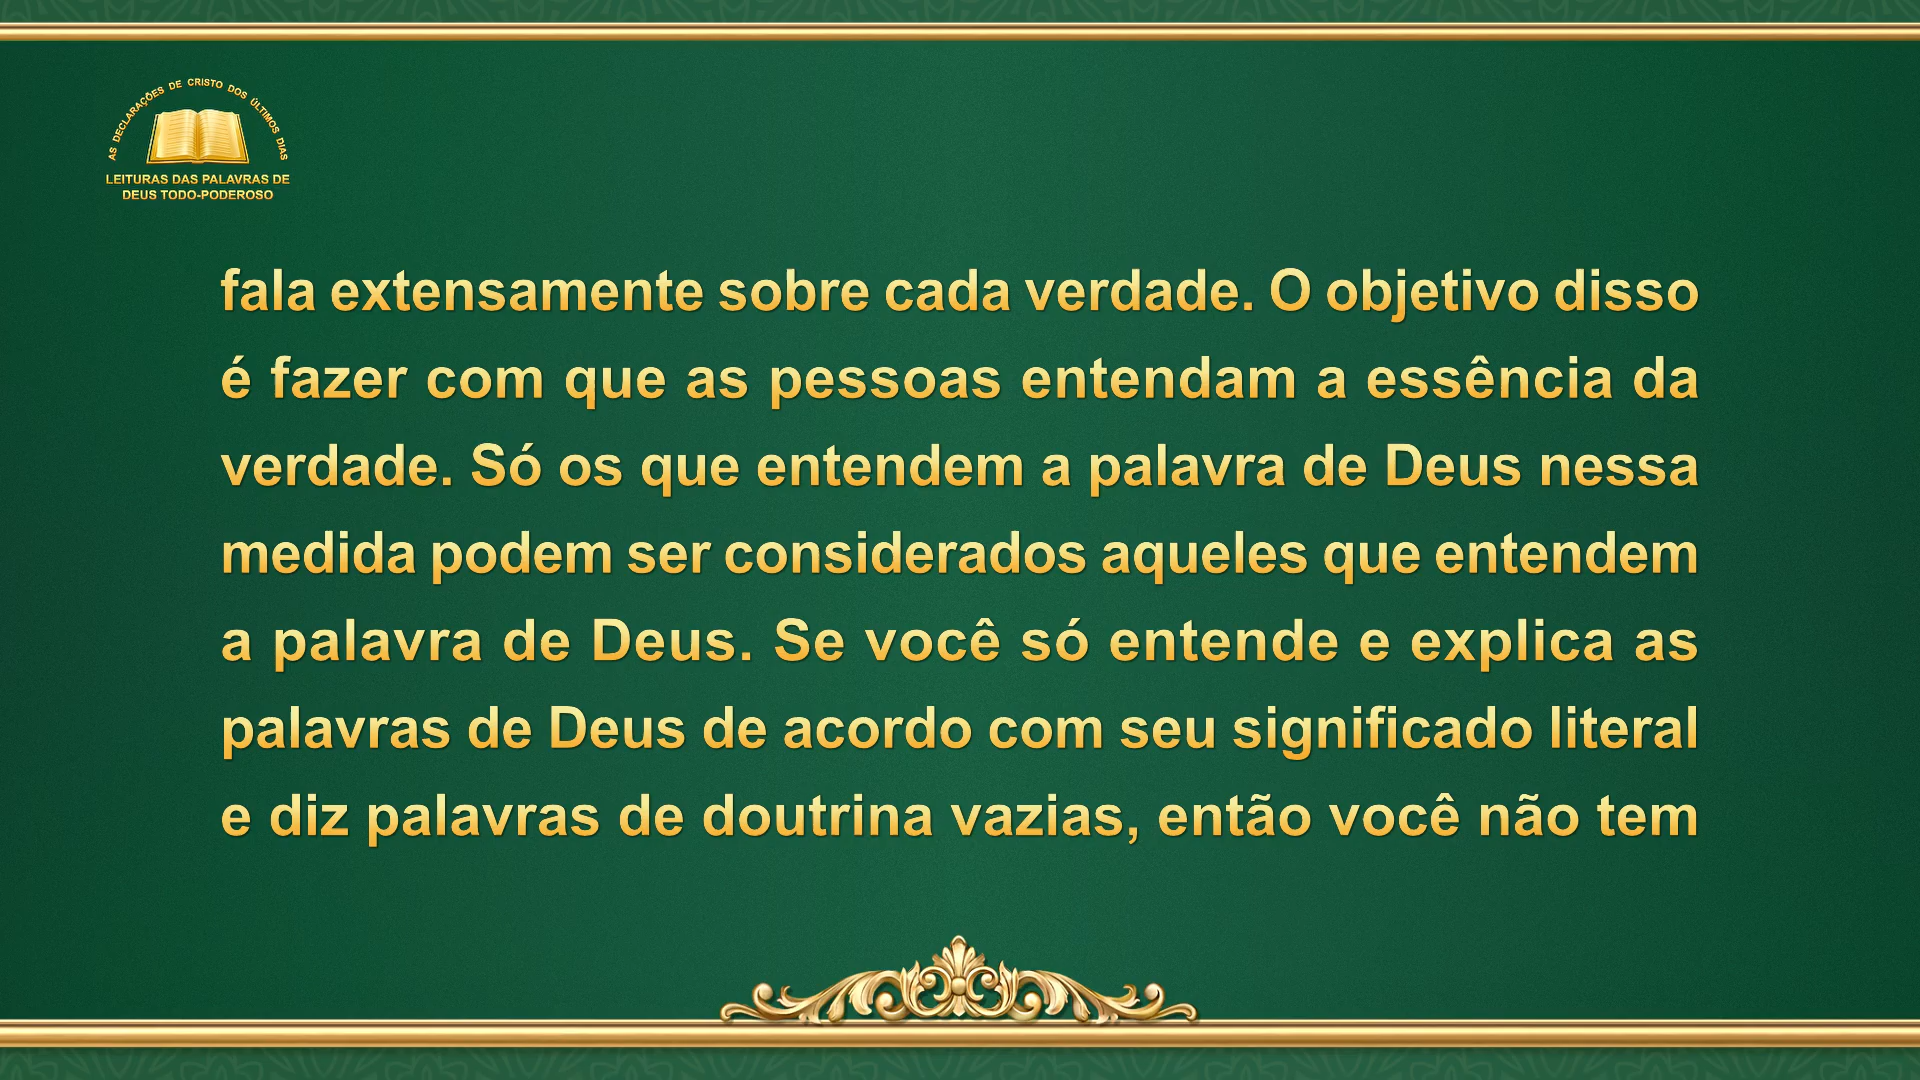 AS DECLARAÇÕES DE CRISTO DOS ÚLTIMOS DIAS
LEITURAS DAS PALAVRAS DE
DEUS TODO-PODEROSO
fala extensamente sobre cada verdade. O objetivo disso
é fazer com que as pessoas entendam a essência da
verdade. Só os que entendem a palavra de Deus nessa
medida podem ser considerados aqueles que entendem
a palavra de Deus. Se você só entende e explica as
palavras de Deus de acordo com seu significado literal
e diz palavras de doutrina vazias, então você não tem